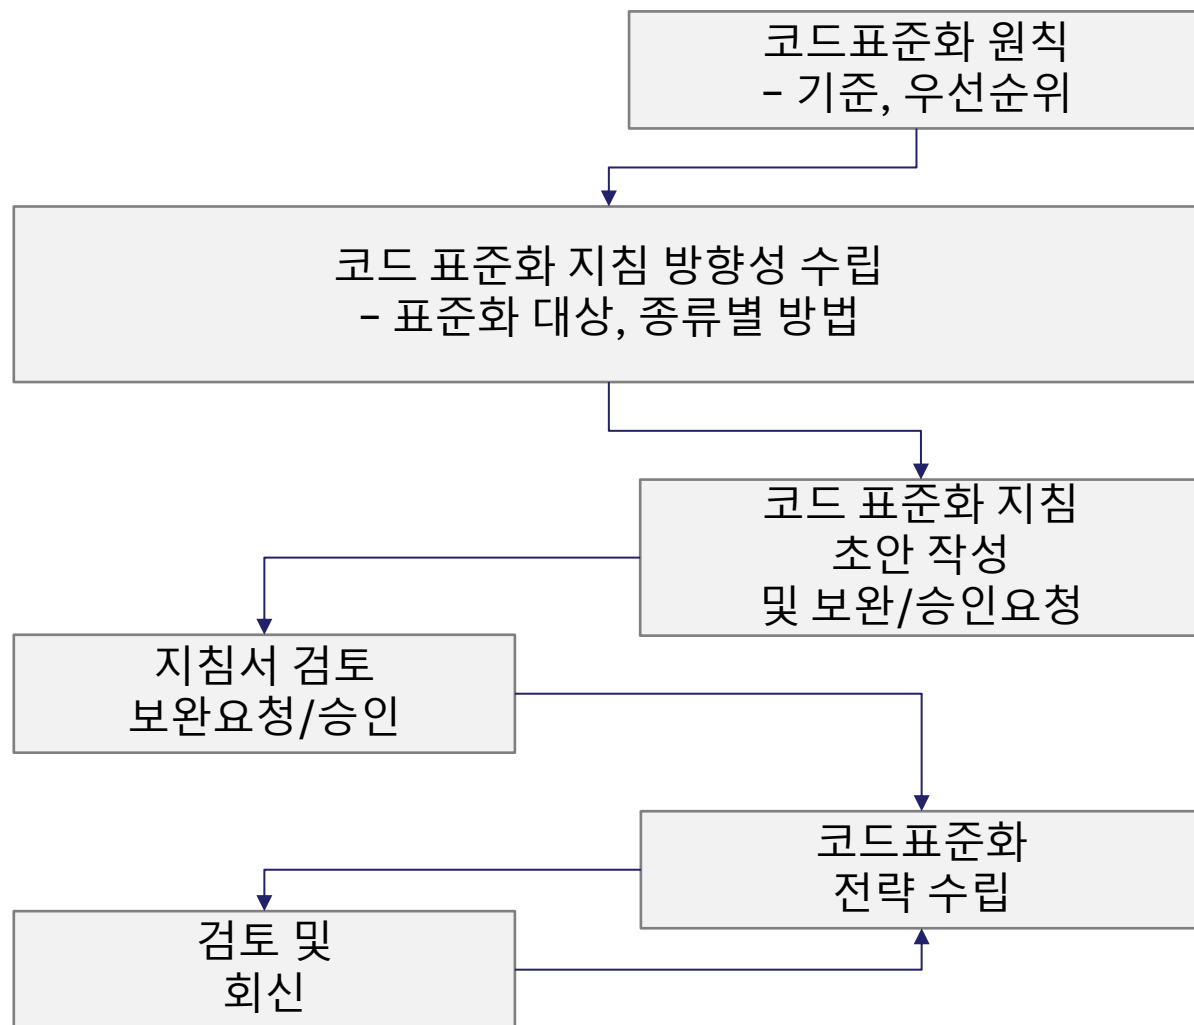 코드표준화 원칙
– 기준, 우선순위
코드 표준화 지침 방향성 수립
– 표준화 대상, 종류별 방법
코드 표준화 지침
초안 작성
및 보완/승인요청
지침서 검토
보완요청/승인
코드표준화
전략 수립
검토 및
회신